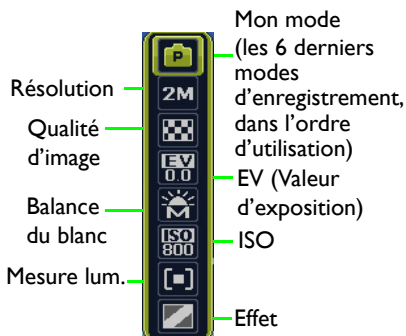 Mon mode
(les 6 derniers
modes
d'enregistrement,
dans l'ordre
d'utilisation)
P
Résolution
2M
Qualité
d'image
EV
0.0
EV (Valeur
d'exposition)
Balance
du blanc
M
ISO
800
ISO
Mesure lum.
Effet